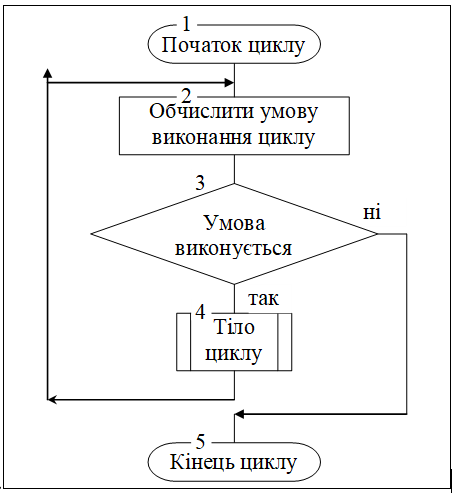 1
Початок циклу
2
Обчислити умову
виконання циклу
3
ні
Умова
виконується
так
4
Тіло
циклу
5
Кінець циклу